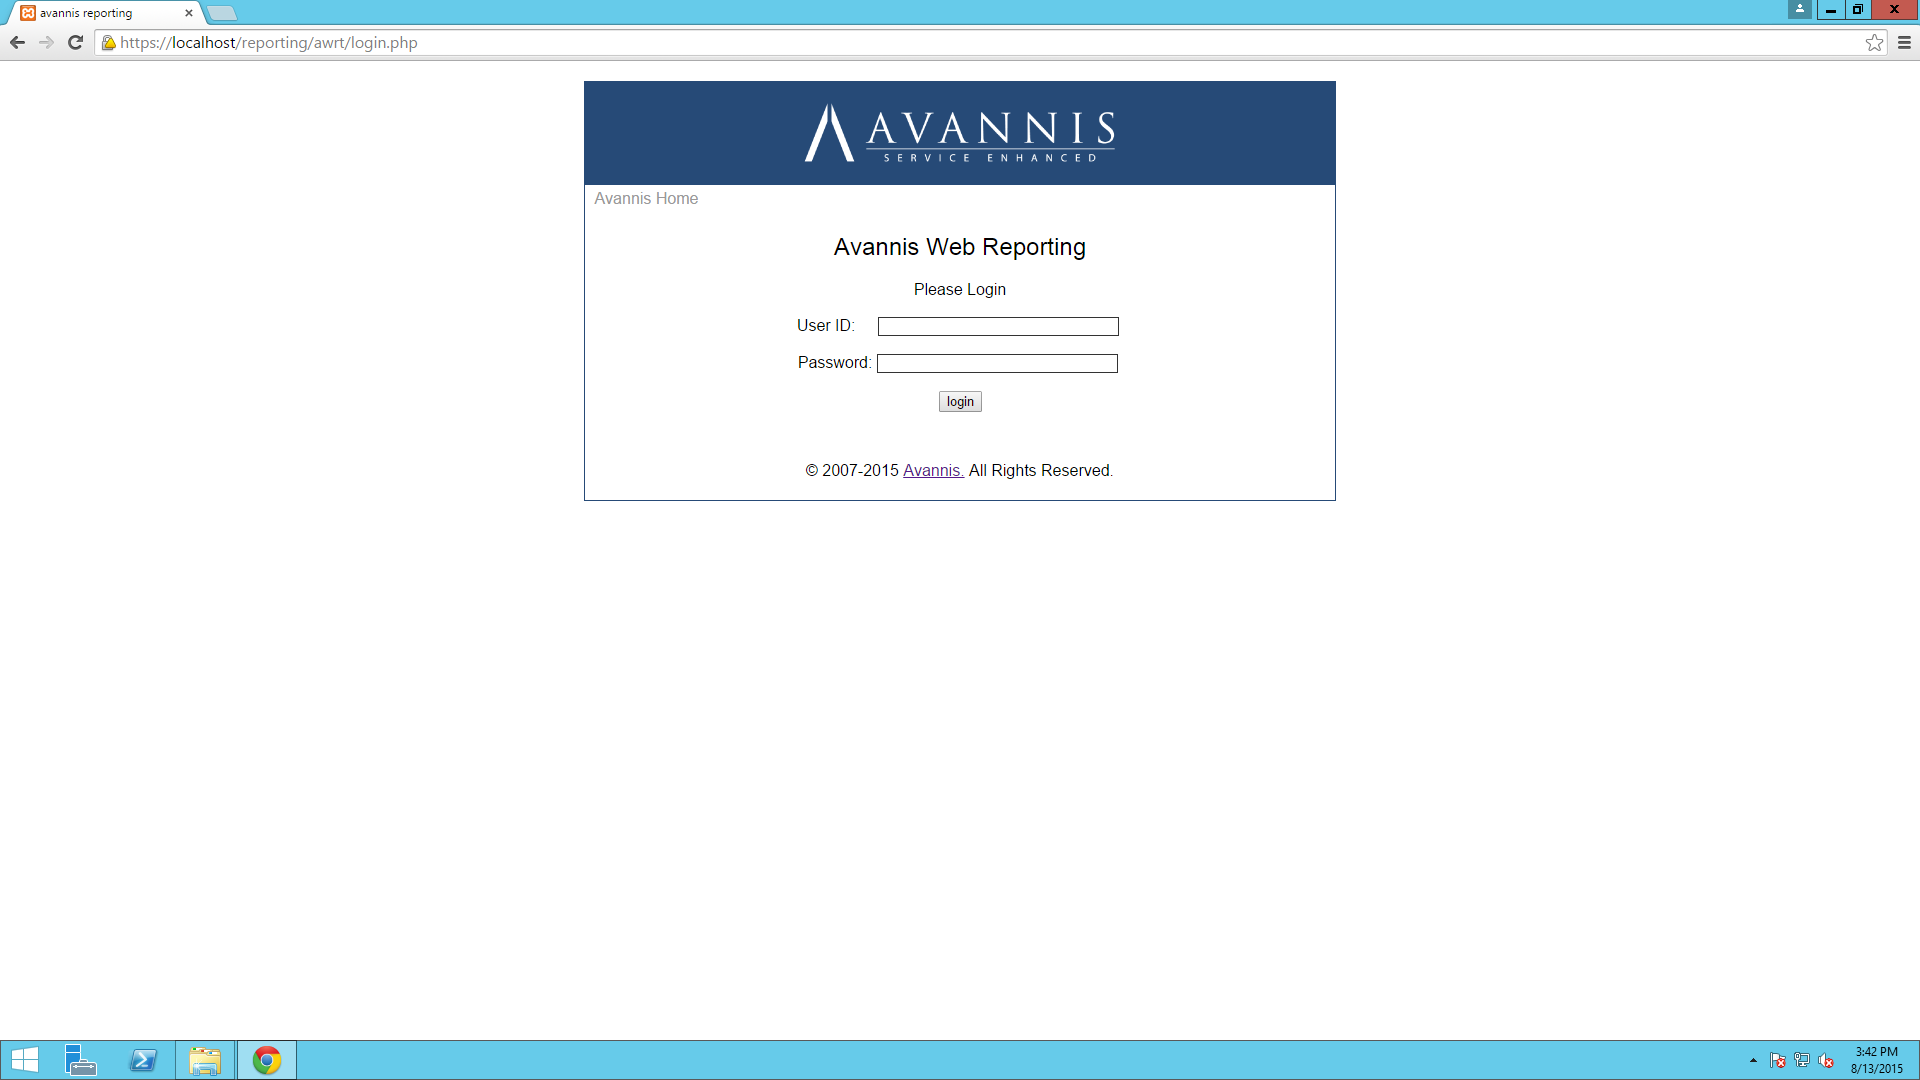 avannis reporting
https://localhost/reporting/awrt/login.php
AVANNIS
SERVICE ENHANCED
Avannis Home
Avannis Web Reporting
Please Login
User ID:
Password:
login
© 2007-2015 Avannis. All Rights Reserved.
3:42 PM
8/13/2015